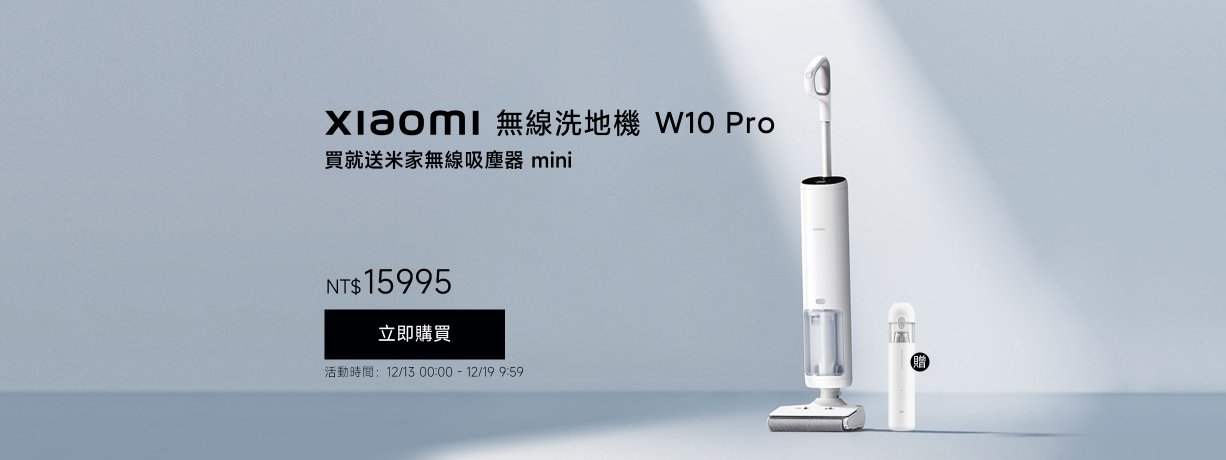 xiaomi 無線洗地機 W10 Pro
買就送米家無線吸塵器 mini
NT$15995
立即購買
活動時間：12/13 00:00 - 12/19 9:59
xiaomi
贈